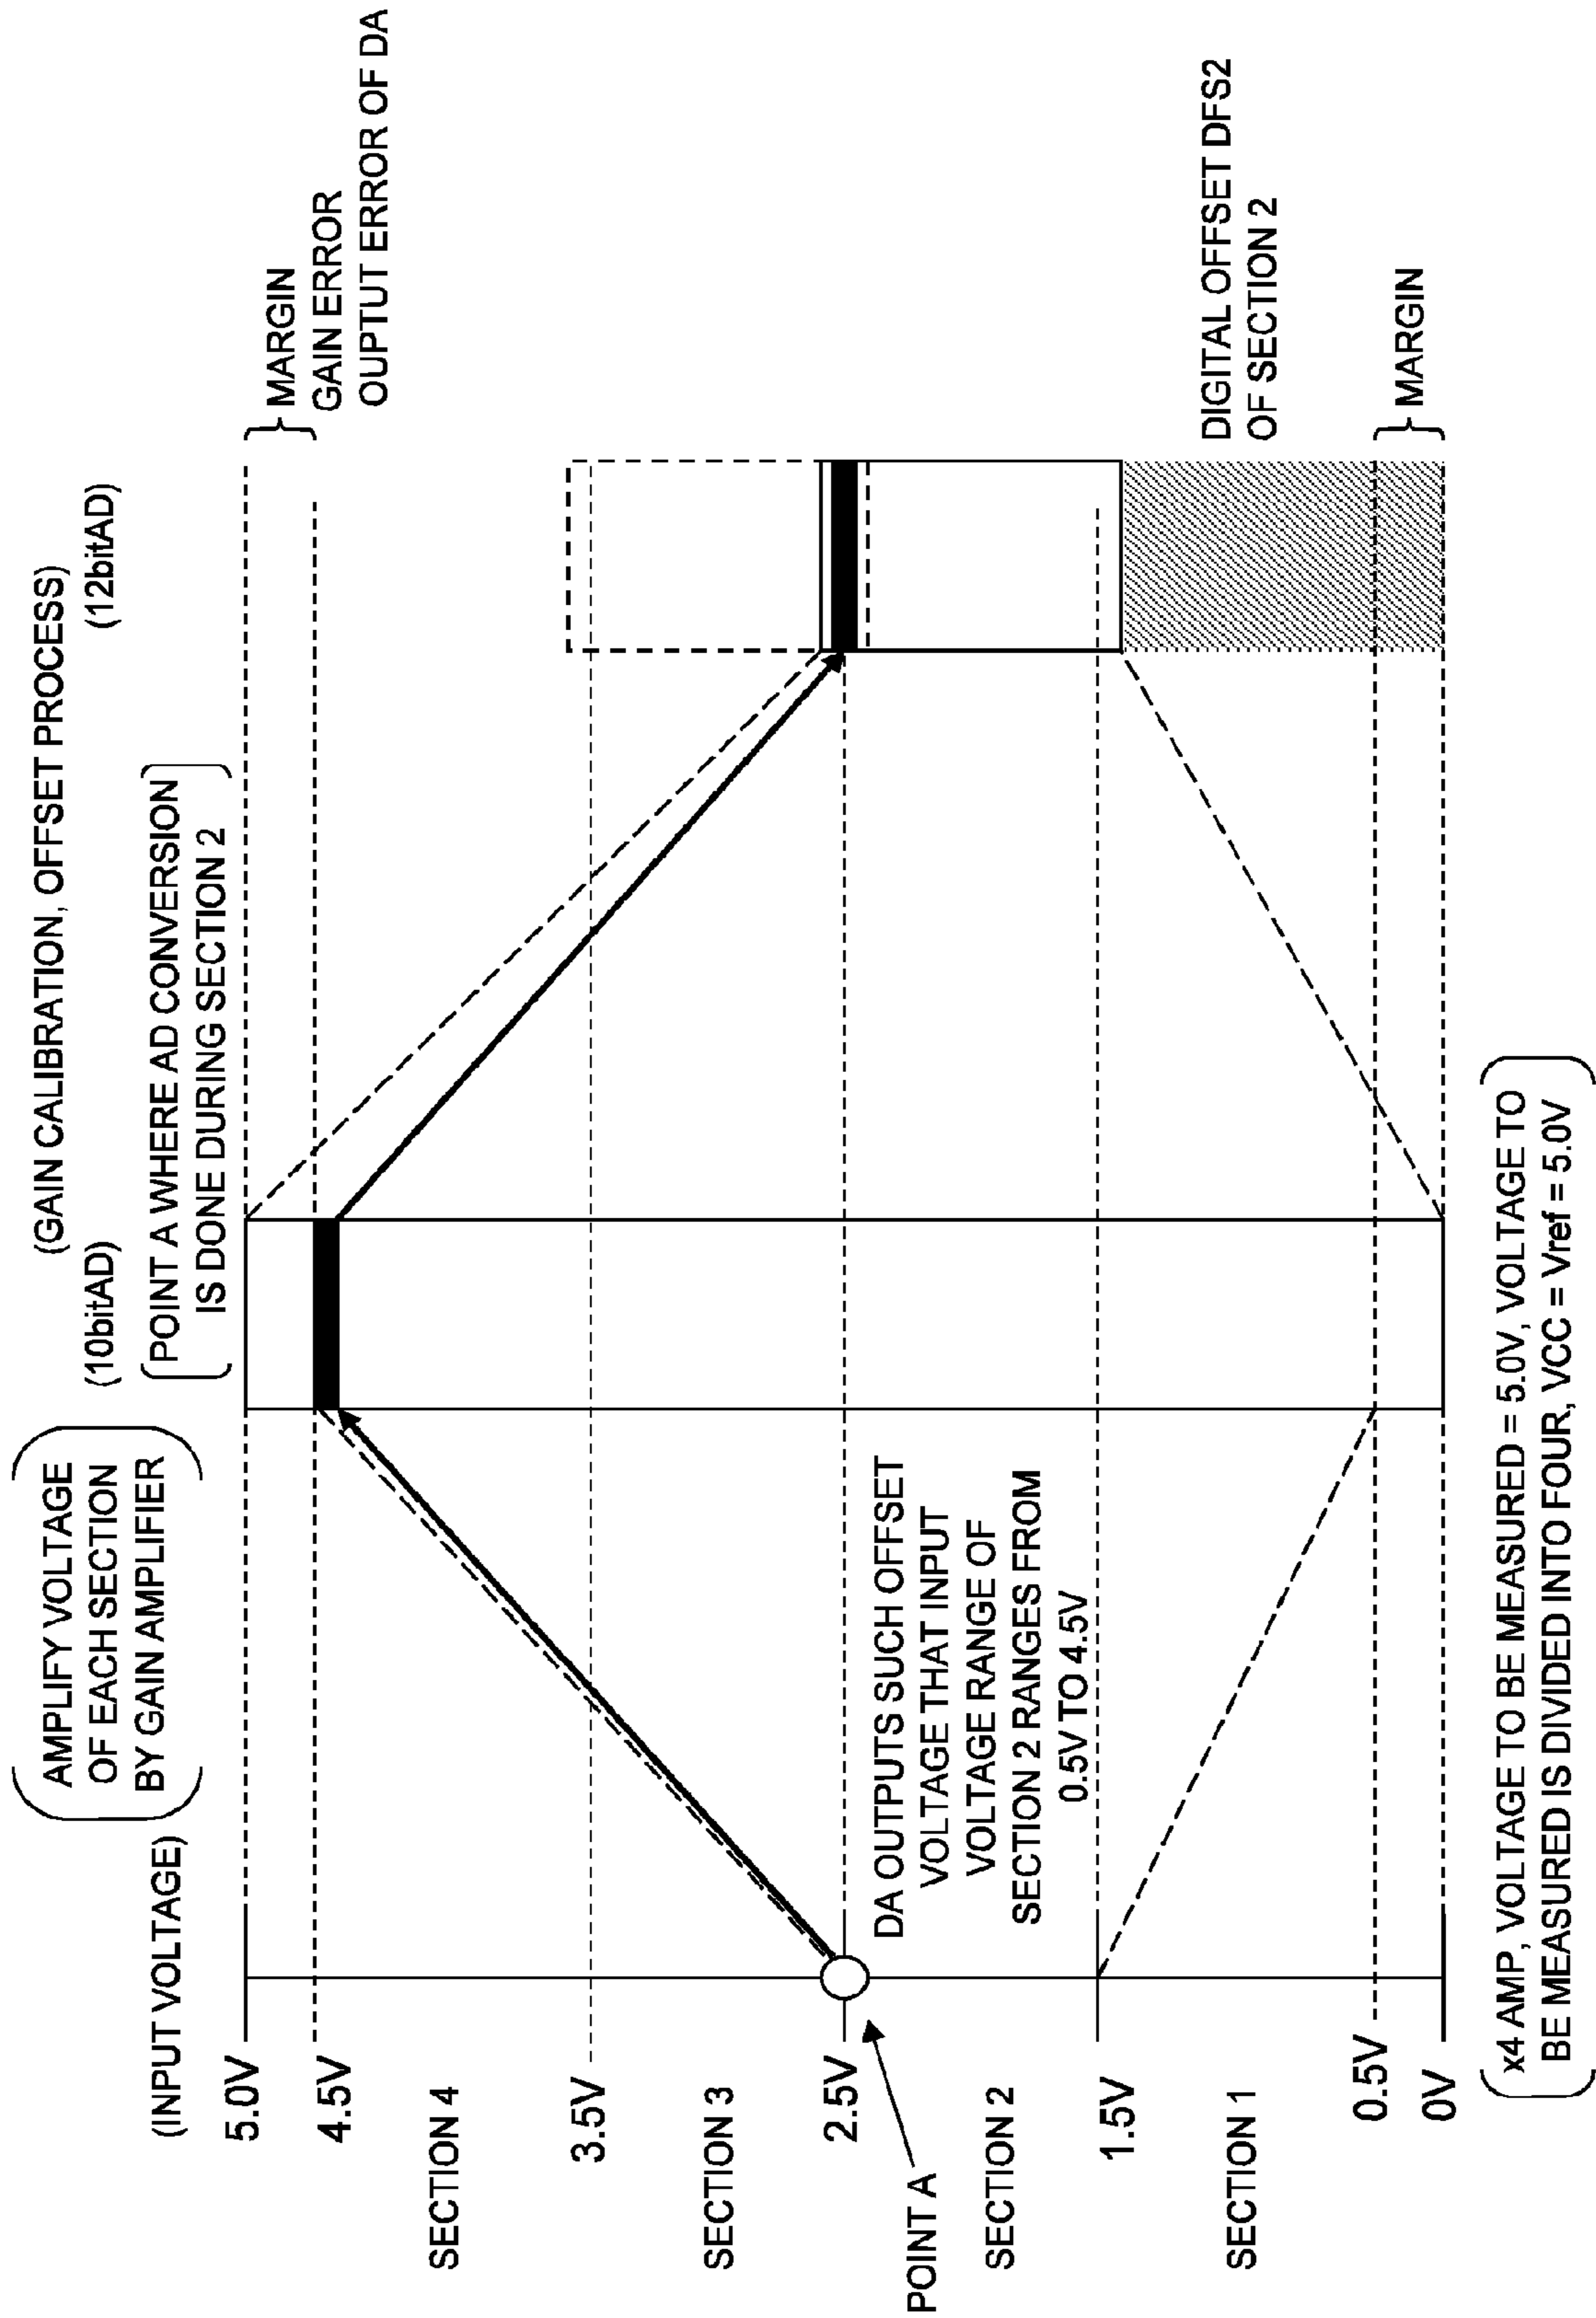 (GAIN CALIBRATION, OFFSET PROCESS)
AMPLIFY VOLTAGE
OF EACH SECTION
BY GAIN AMPLIFIER
(10bitAD)
(12bitAD)
(INPUT VOLTAGE)
POINT A WHERE AD CONVERSION
IS DONE DURING SECTION 2
5.0V
4.5V
SECTION 4
3.5V
SECTION 3
2.5V
POINT A
SECTION 2
1.5V
SECTION 1
0.5V
0V
DA OUTPUTS SUCH OFFSET
VOLTAGE THAT INPUT
VOLTAGE RANGE OF
SECTION 2 RANGES FROM
0.5V TO 4.5V
MARGIN
GAIN ERROR
OUPTUT ERROR OF DA
DIGITAL OFFSET DFS2
OF SECTION 2
MARGIN
x4 AMP, VOLTAGE TO BE MEASURED = 5.0V, VOLTAGE TO
BE MEASURED IS DIVIDED INTO FOUR, VCC = Vref = 5.0V